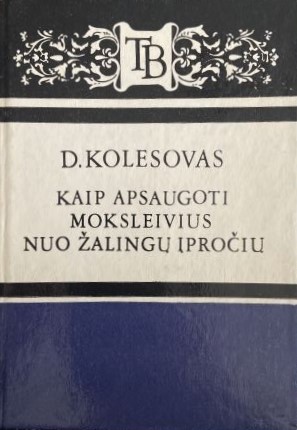 TB
D.KOLESOVAS
KAIP APSAUGOTI
MOKSLEIVIUS
NUO ŽALINGŲ ĮPROČIŲ